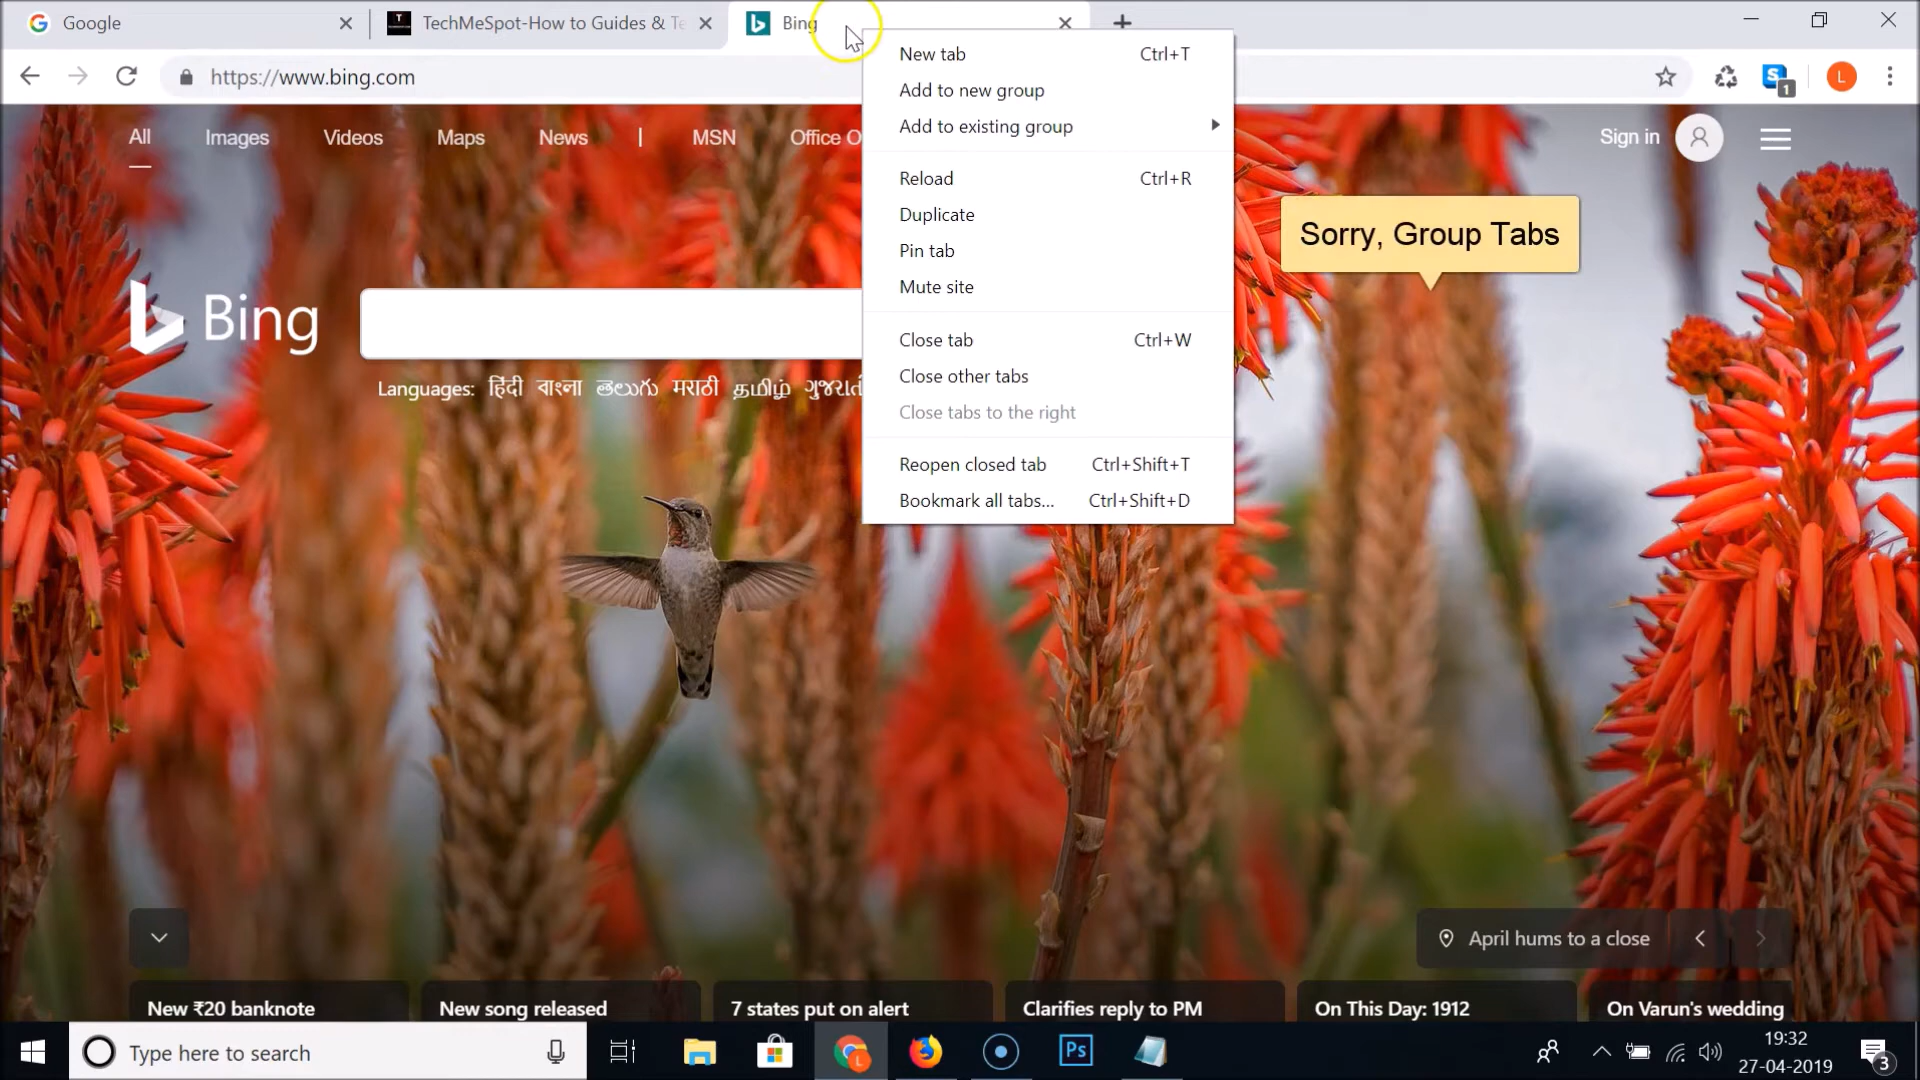 Google
TechMeSpot-How to Guides & Te
Bing
https://www.bing.com
S 1
L
New tab Ctrl+T
Add to new group
Add to existing group
Reload Ctrl+R
Duplicate
Pin tab
Mute site
Close tab Ctrl+W
Close other tabs
Close tabs to the right
Reopen closed tab Ctrl+Shift+T
Bookmark all tabs... Ctrl+Shift+D
All Images Videos Maps News | MSN Office O
Sign in
Sorry, Group Tabs
Bing
Languages: हिंदी বাংলা తెలుగు मराठी தமிழ் ગુજરાત
April hums to a close
New ₹20 banknote
New song released
7 states put on alert
Clarifies reply to PM
On This Day: 1912
On Varun's wedding
Type here to search
L
Ps
19:32
27-04-2019
3